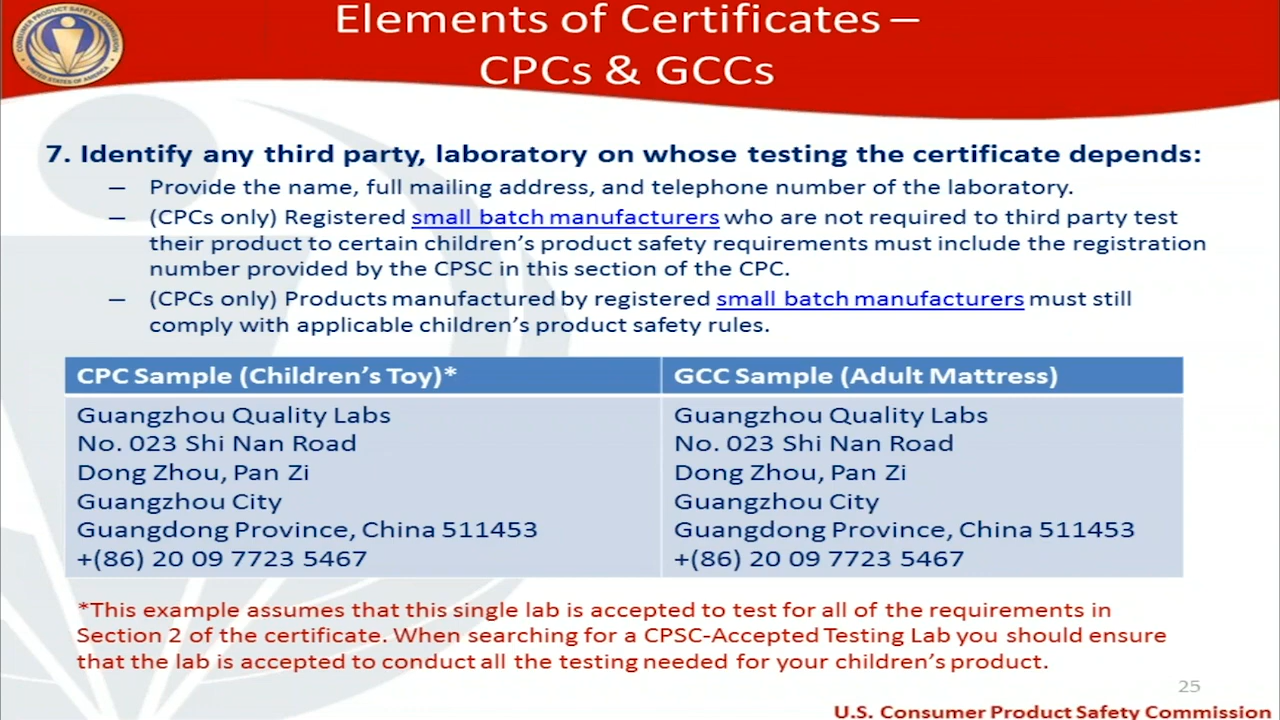 CONSUMER PRODUCT SAFETY COMMISSION
UNITED STATES OF AMERICA
Elements of Certificates –
CPCs & GCCs
7. Identify any third party, laboratory on whose testing the certificate depends:
– Provide the name, full mailing address, and telephone number of the laboratory.
– (CPCs only) Registered small batch manufacturers who are not required to third party test
their product to certain children’s product safety requirements must include the registration
number provided by the CPSC in this section of the CPC.
– (CPCs only) Products manufactured by registered small batch manufacturers must still
comply with applicable children’s product safety rules.
CPC Sample (Children’s Toy)* GCC Sample (Adult Mattress)
Guangzhou Quality Labs Guangzhou Quality Labs
No. 023 Shi Nan Road No. 023 Shi Nan Road
Dong Zhou, Pan Zi Dong Zhou, Pan Zi
Guangzhou City Guangzhou City
Guangdong Province, China 511453 Guangdong Province, China 511453
+(86) 20 09 7723 5467 +(86) 20 09 7723 5467
*This example assumes that this single lab is accepted to test for all of the requirements in
Section 2 of the certificate. When searching for a CPSC-Accepted Testing Lab you should ensure
that the lab is accepted to conduct all the testing needed for your children’s product.
25
U.S. Consumer Product Safety Commission